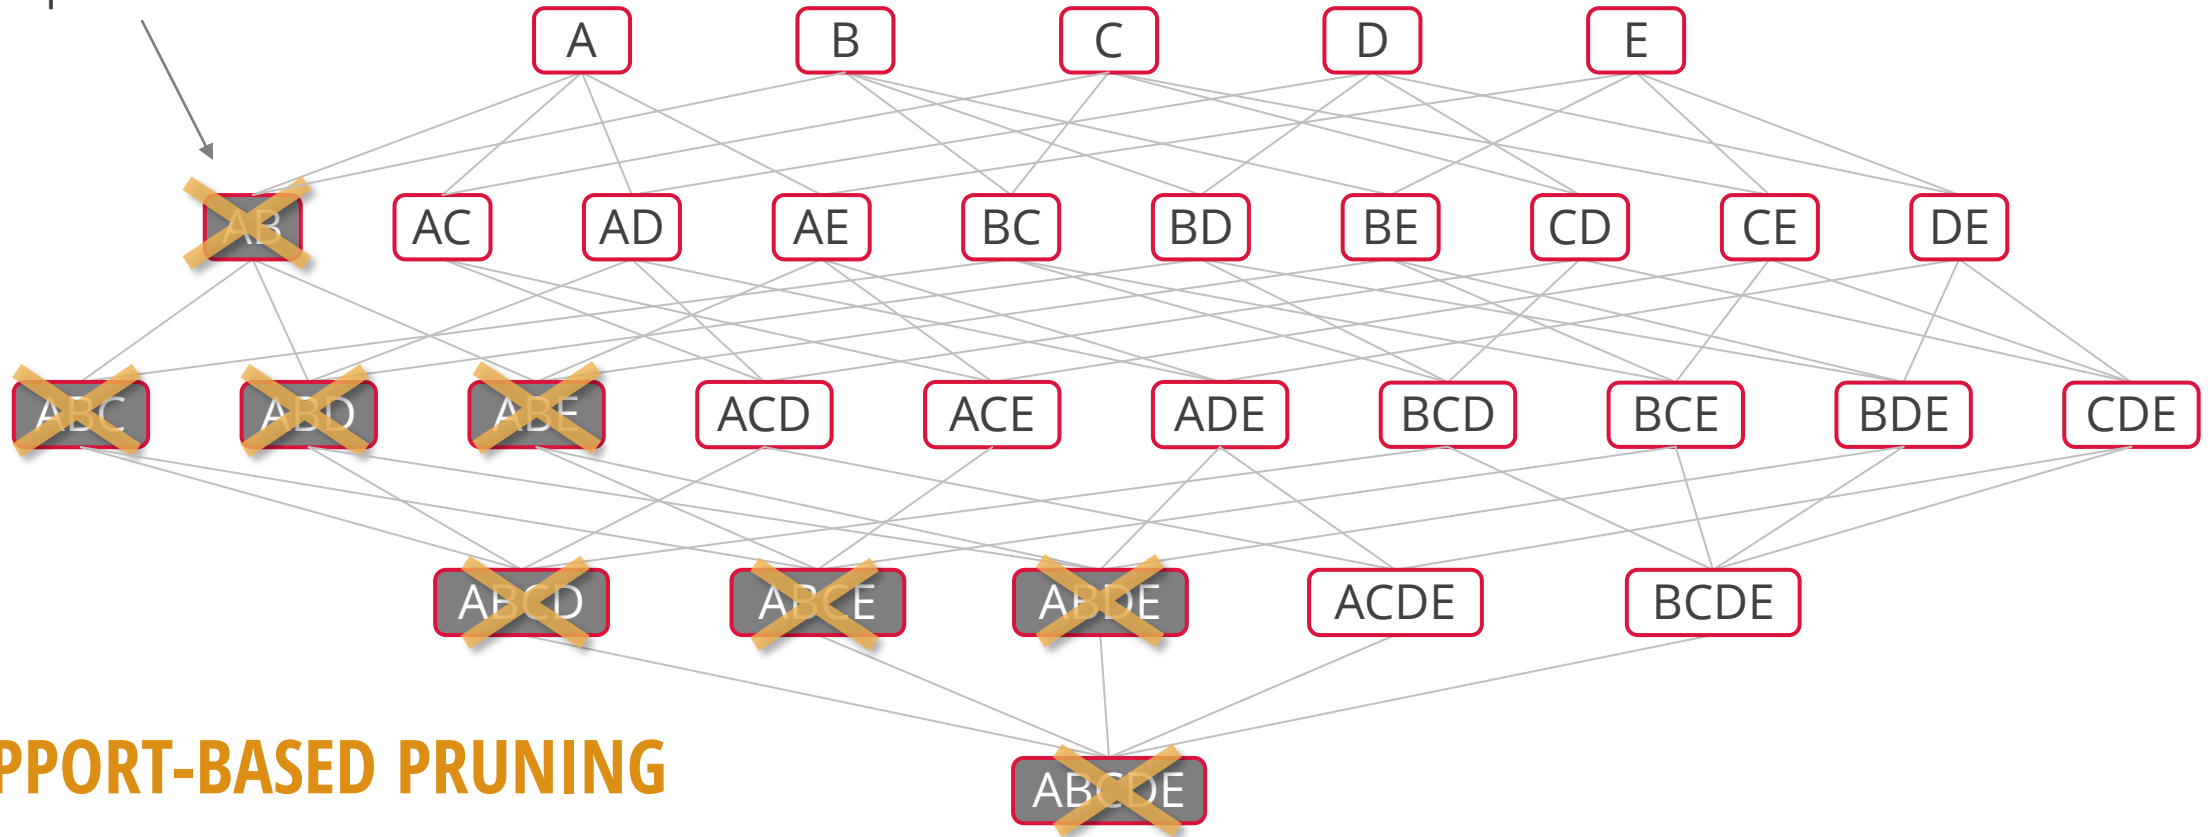 A B C D E
AB AC AD AE BC BD BE CD CE DE
ABC ABD ABE ACD ACE ADE BCD BCE BDE CDE
ABCD ABCE ABDE ACDE BCDE
PPORT-BASED PRUNING
ABCDE